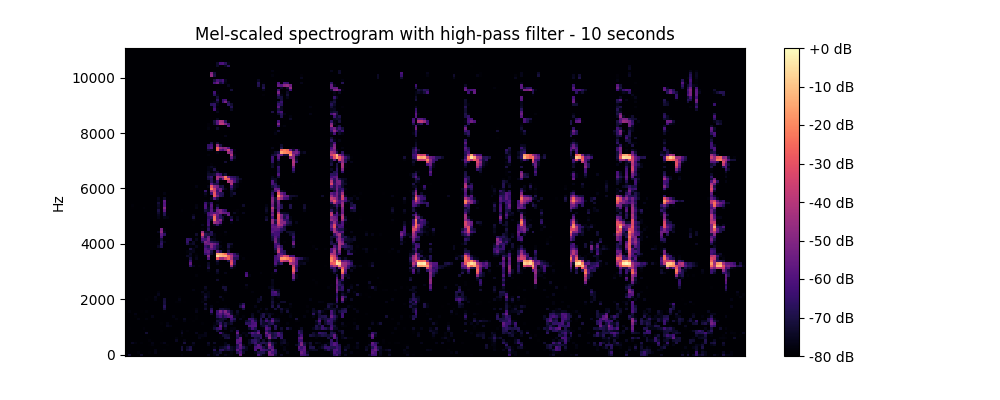 Mel-scaled spectrogram with high-pass filter - 10 seconds
Hz
10000
8000
6000
4000
2000
0
+0 dB
-10 dB
-20 dB
-30 dB
-40 dB
-50 dB
-60 dB
-70 dB
-80 dB